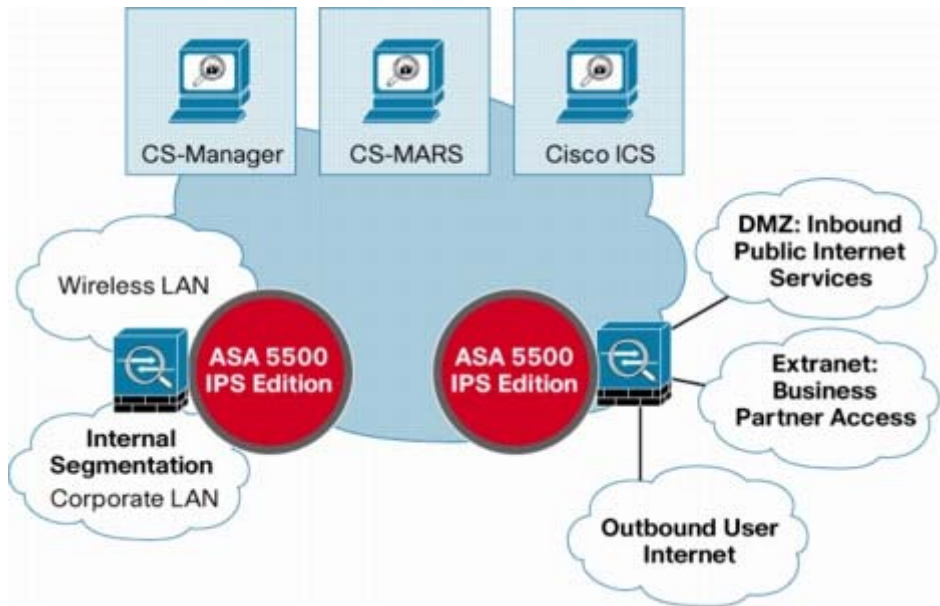 CS-Manager
CS-MARS
Cisco ICS
Wireless LAN
ASA 5500
IPS Edition
Internal
Segmentation
Corporate LAN
ASA 5500
IPS Edition
DMZ: Inbound
Public Internet
Services
Extranet:
Business
Partner Access
Outbound User
Internet